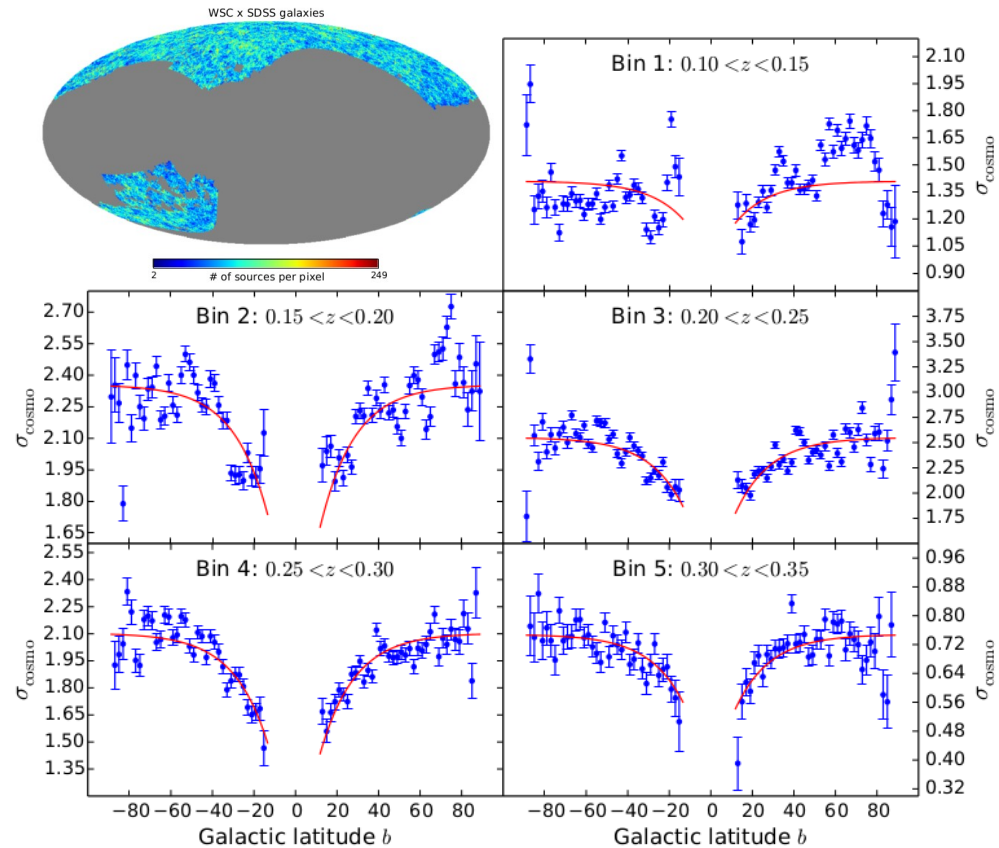 WSC x SDSS galaxies
2
# of sources per pixel
249
Bin 1: 0.10 <z<0.15
2.10
1.95
1.80
1.65
1.50
1.35
1.20
1.05
0.90
σcosmo
Bin 2: 0.15 <z<0.20
2.70
2.55
2.40
2.25
2.10
1.95
1.80
1.65
σcosmo
Bin 3: 0.20 <z<0.25
3.75
3.50
3.25
3.00
2.75
2.50
2.25
2.00
1.75
σcosmo
Bin 4: 0.25 <z<0.30
2.55
2.40
2.25
2.10
1.95
1.80
1.65
1.50
1.35
σcosmo
Bin 5: 0.30 <z<0.35
0.96
0.88
0.80
0.72
0.64
0.56
0.48
0.40
0.32
σcosmo
−80 −60 −40 −20 0 20 40 60 80
Galactic latitude b
−80 −60 −40 −20 0 20 40 60 80
Galactic latitude b